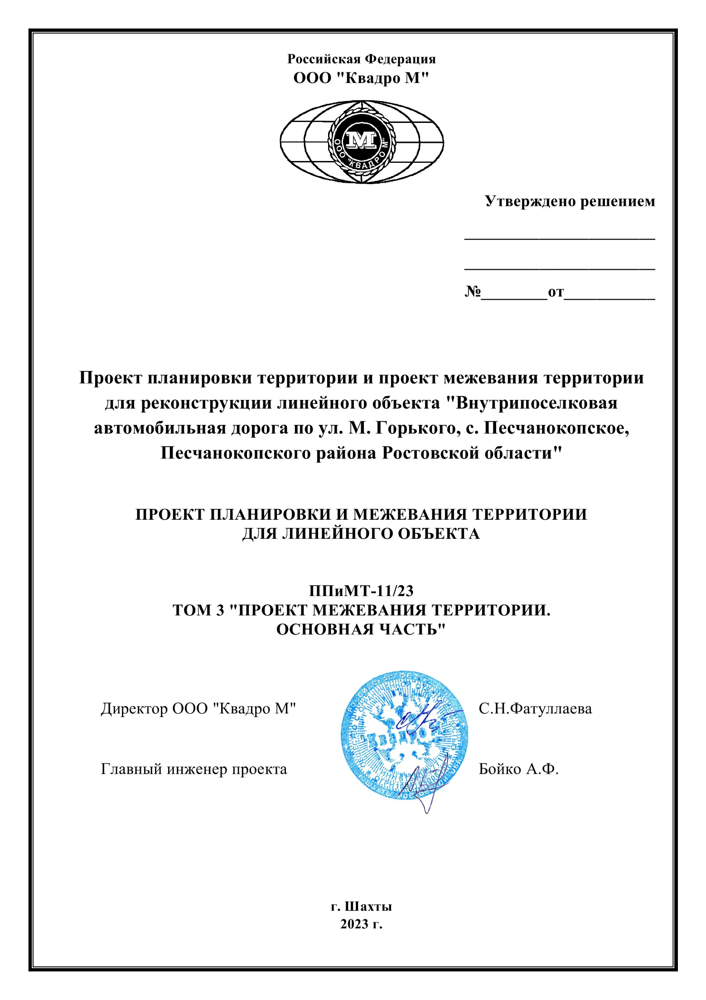 Российская Федерация
ООО "Квадро М"
М
ООО "КВАДРО М"
Утверждено решением
_______________________
_______________________
№________от___________
Проект планировки территории и проект межевания территории
для реконструкции линейного объекта "Внутрипоселковая
автомобильная дорога по ул. М. Горького, с. Песчанокопское,
Песчанокопского района Ростовской области"
ПРОЕКТ ПЛАНИРОВКИ И МЕЖЕВАНИЯ ТЕРРИТОРИИ
ДЛЯ ЛИНЕЙНОГО ОБЪЕКТА
ППиМТ-11/23
ТОМ 3 "ПРОЕКТ МЕЖЕВАНИЯ ТЕРРИТОРИИ.
ОСНОВНАЯ ЧАСТЬ"
Директор ООО "Квадро М"
С.Н.Фатуллаева
"Квадро М"
Главный инженер проекта
Бойко А.Ф.
г. Шахты
2023 г.